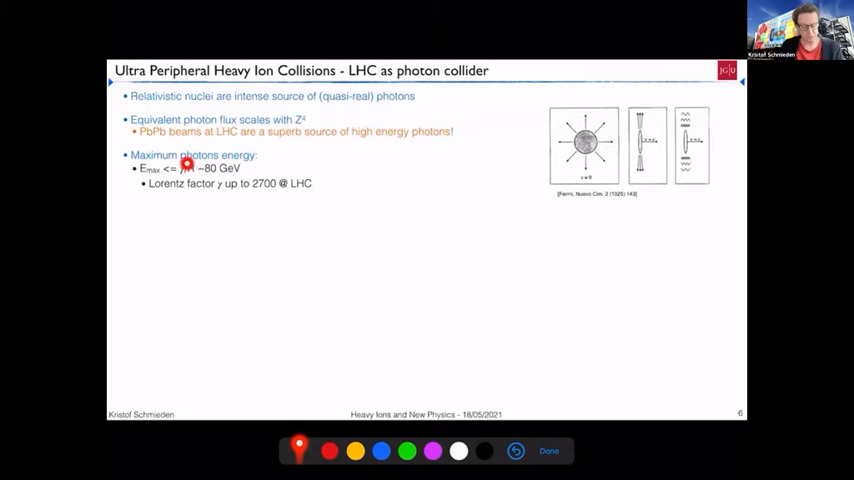 Kristof Schmieden
Ultra Peripheral Heavy Ion Collisions - LHC as photon collider
JG|U
• Relativistic nuclei are intense source of (quasi-real) photons
• Equivalent photon flux scales with Z⁴
• PbPb beams at LHC are a superb source of high energy photons!
• Maximum photons energy:
• Emax <= ~80 GeV
• Lorentz factor γ up to 2700 @ LHC
[Fermi, Nuovo Cim. 2 (1925) 143]
Kristof Schmieden
Heavy Ions and New Physics - 18/05/2021
6
Done